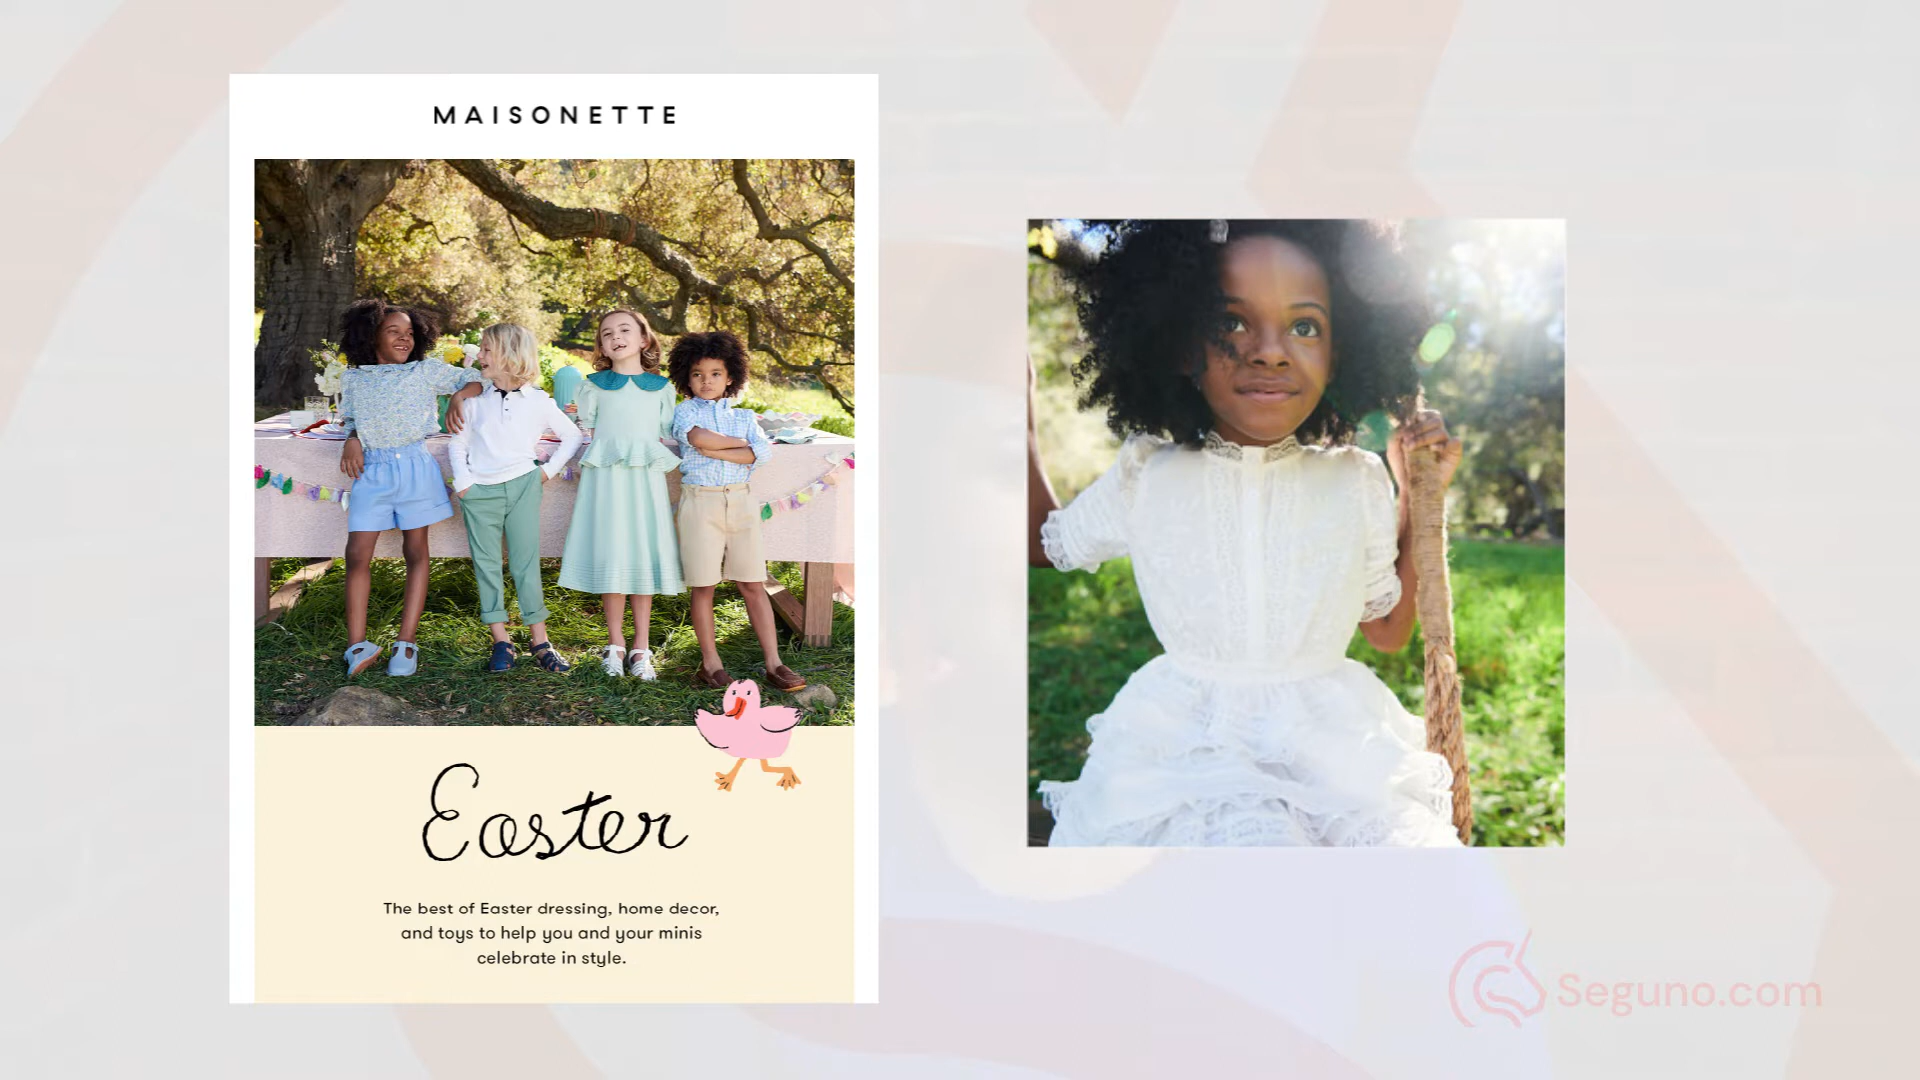 MAISONETTE
Easter
The best of Easter dressing, home decor,
and toys to help you and your minis
celebrate in style.
Seguno.com